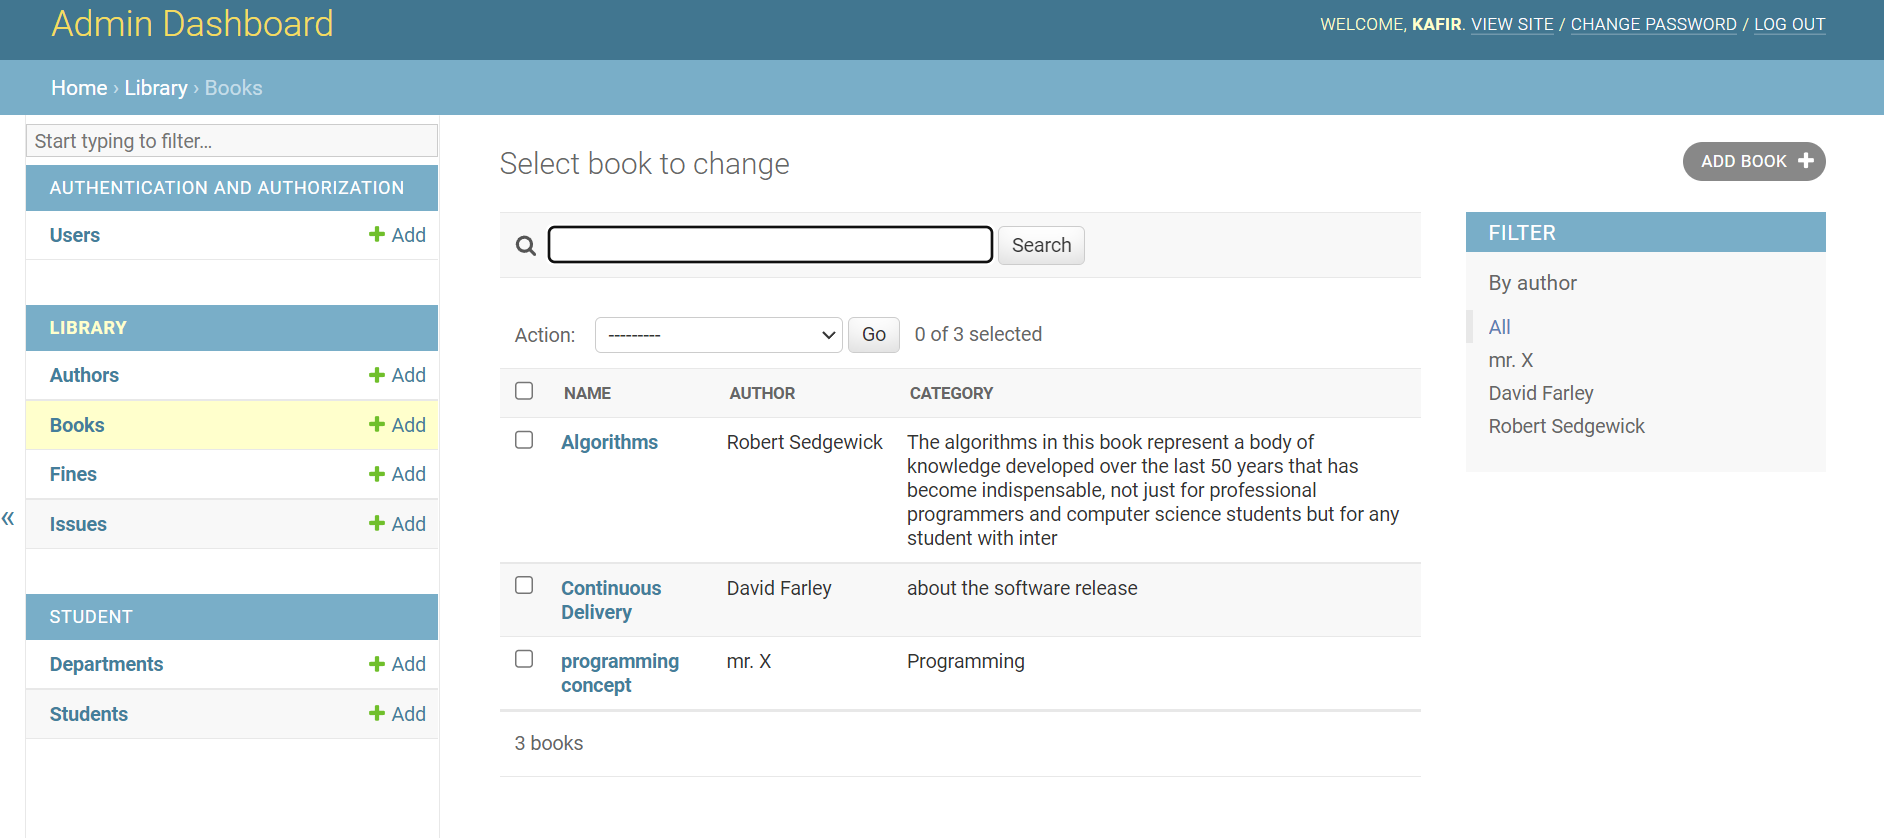 Admin Dashboard
WELCOME, KAFIR. VIEW SITE / CHANGE PASSWORD / LOG OUT
Home › Library › Books
Start typing to filter...
AUTHENTICATION AND AUTHORIZATION
Users Add
LIBRARY
Authors Add
Books Add
Fines Add
Issues Add
«
STUDENT
Departments Add
Students Add
Select book to change
ADD BOOK
Search
Action: --------- Go 0 of 3 selected
NAME AUTHOR CATEGORY
Algorithms Robert Sedgewick The algorithms in this book represent a body of
knowledge developed over the last 50 years that has
become indispensable, not just for professional
programmers and computer science students but for any
student with inter
Continuous David Farley about the software release
Delivery
programming mr. X Programming
concept
3 books
FILTER
By author
All
mr. X
David Farley
Robert Sedgewick